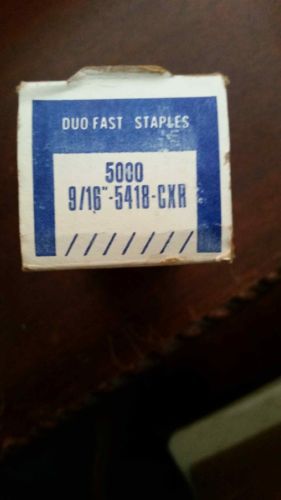 DUO FAST STAPLES
5000
9/16"-5418-CXR